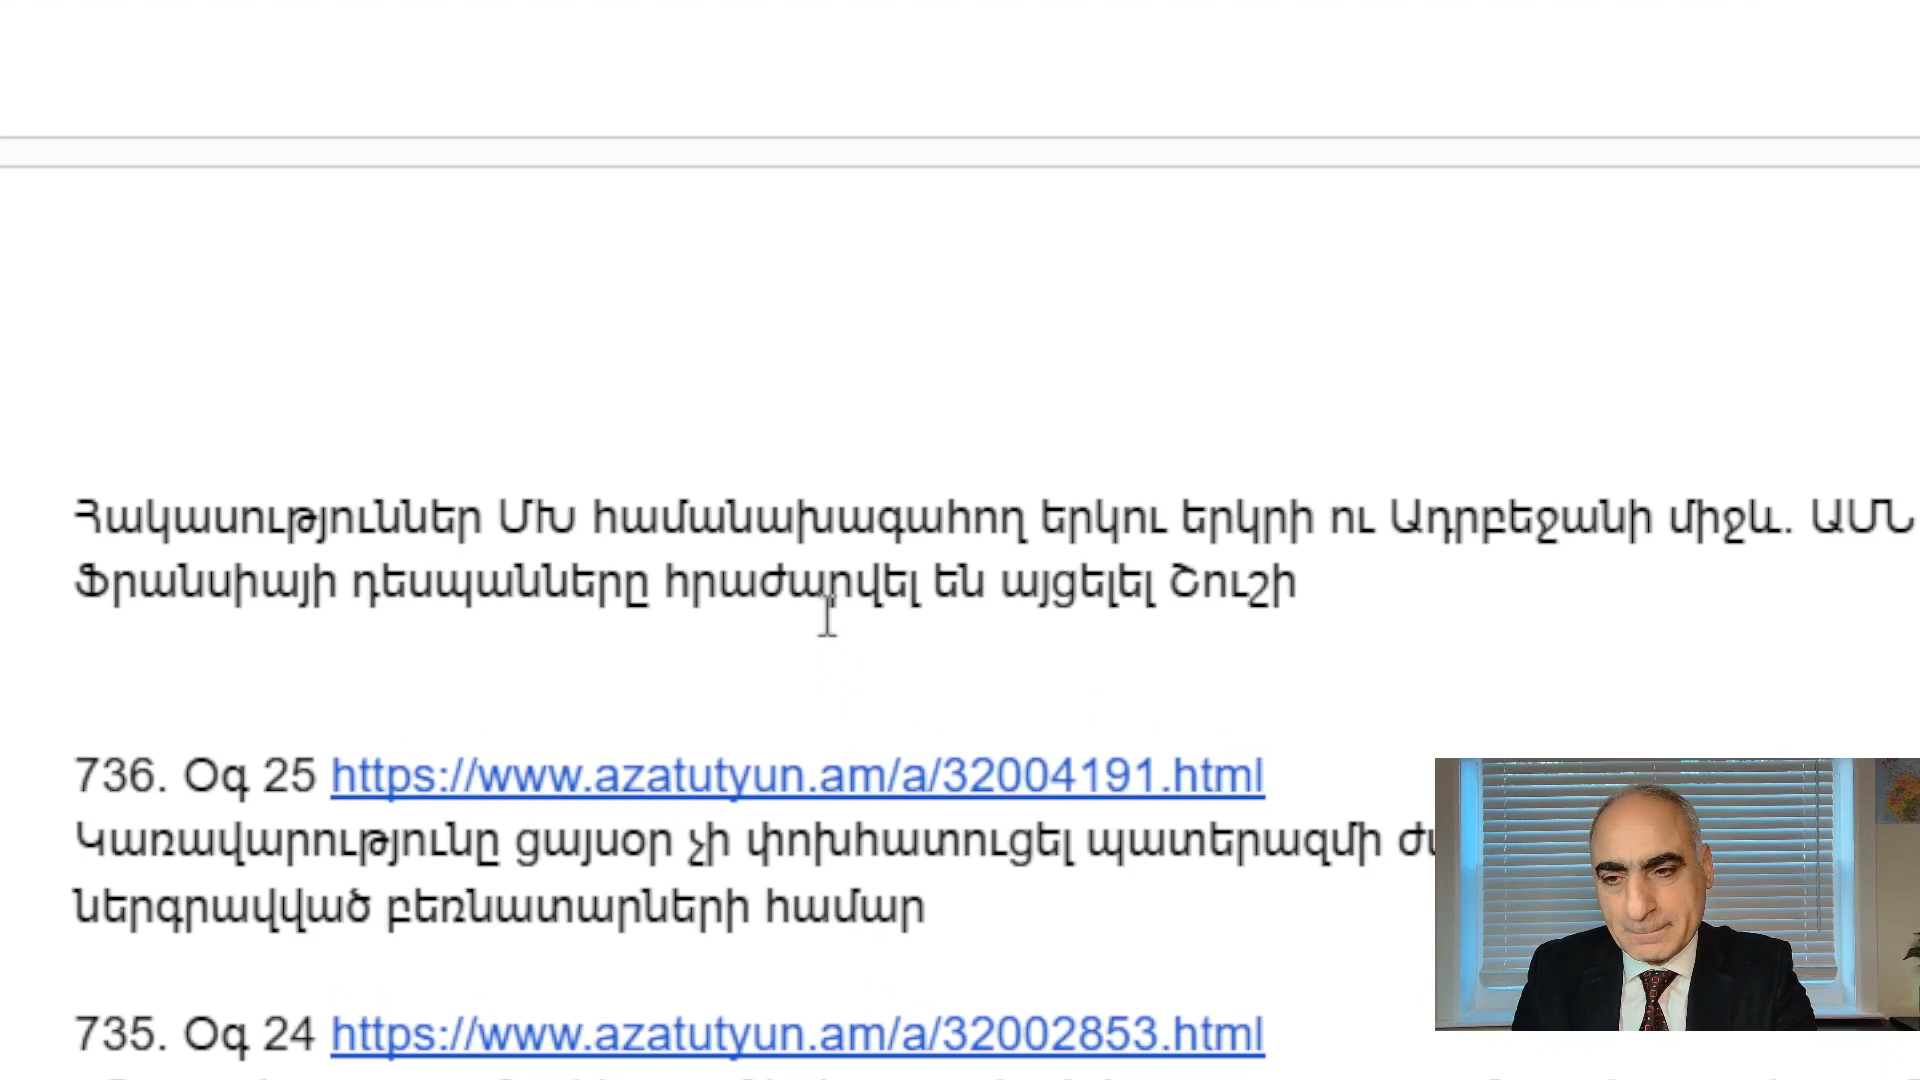 Հակասություններ ՄԽ համանախագահող երկու երկրի ու Ադրբեջանի միջև. ԱՄՆ
Ֆրանսիայի դեսպանները հրաժարվել են այցելել Շուշի
736. Օգ 25 https://www.azatutyun.am/a/32004191.html
Կառավարությունը ցայսօր չի փոխհատուցել պատերազմի
ներգրավված բեռնատարների համար
735. Օգ 24 https://www.azatutyun.am/a/32002853.html